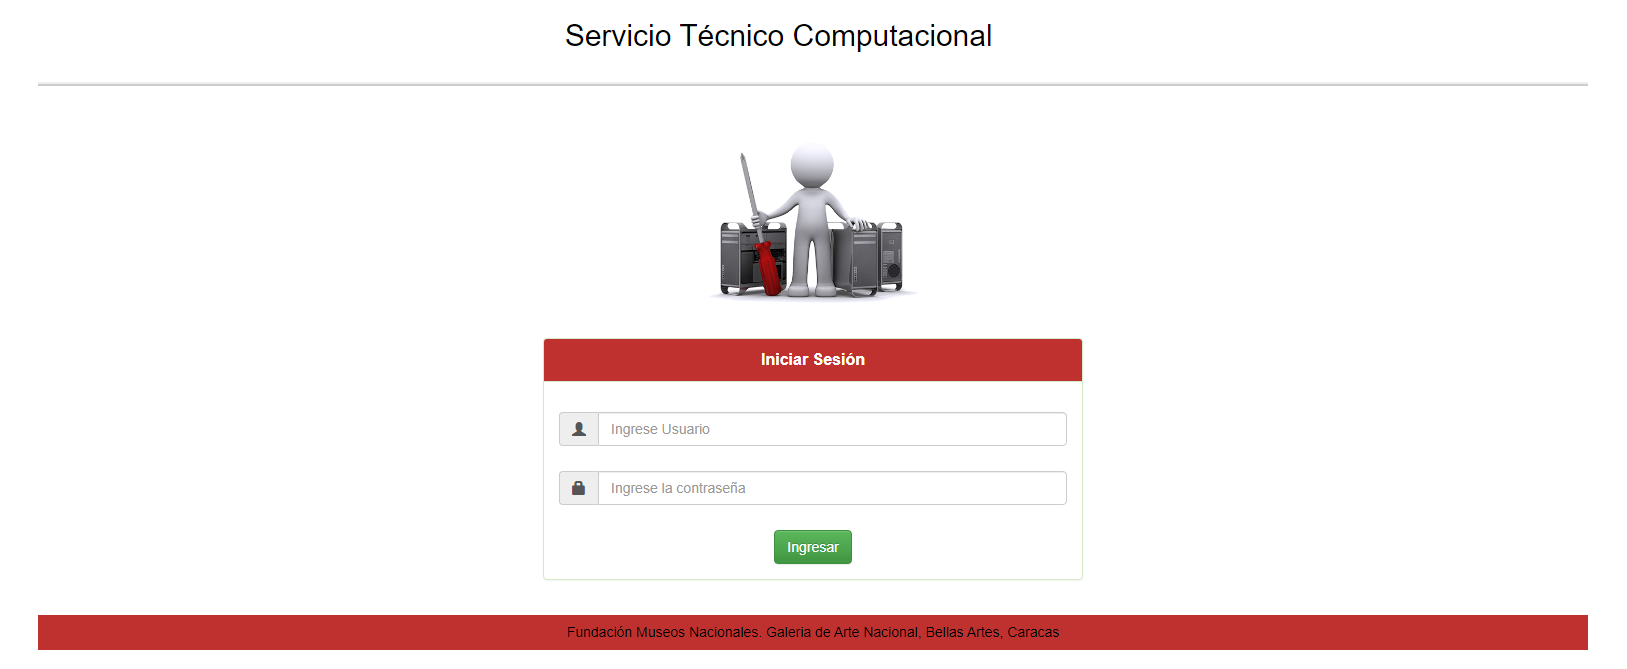 Servicio Técnico Computacional
Iniciar Sesión
Ingrese Usuario
Ingrese la contraseña
Ingresar
Fundación Museos Nacionales. Galeria de Arte Nacional, Bellas Artes, Caracas